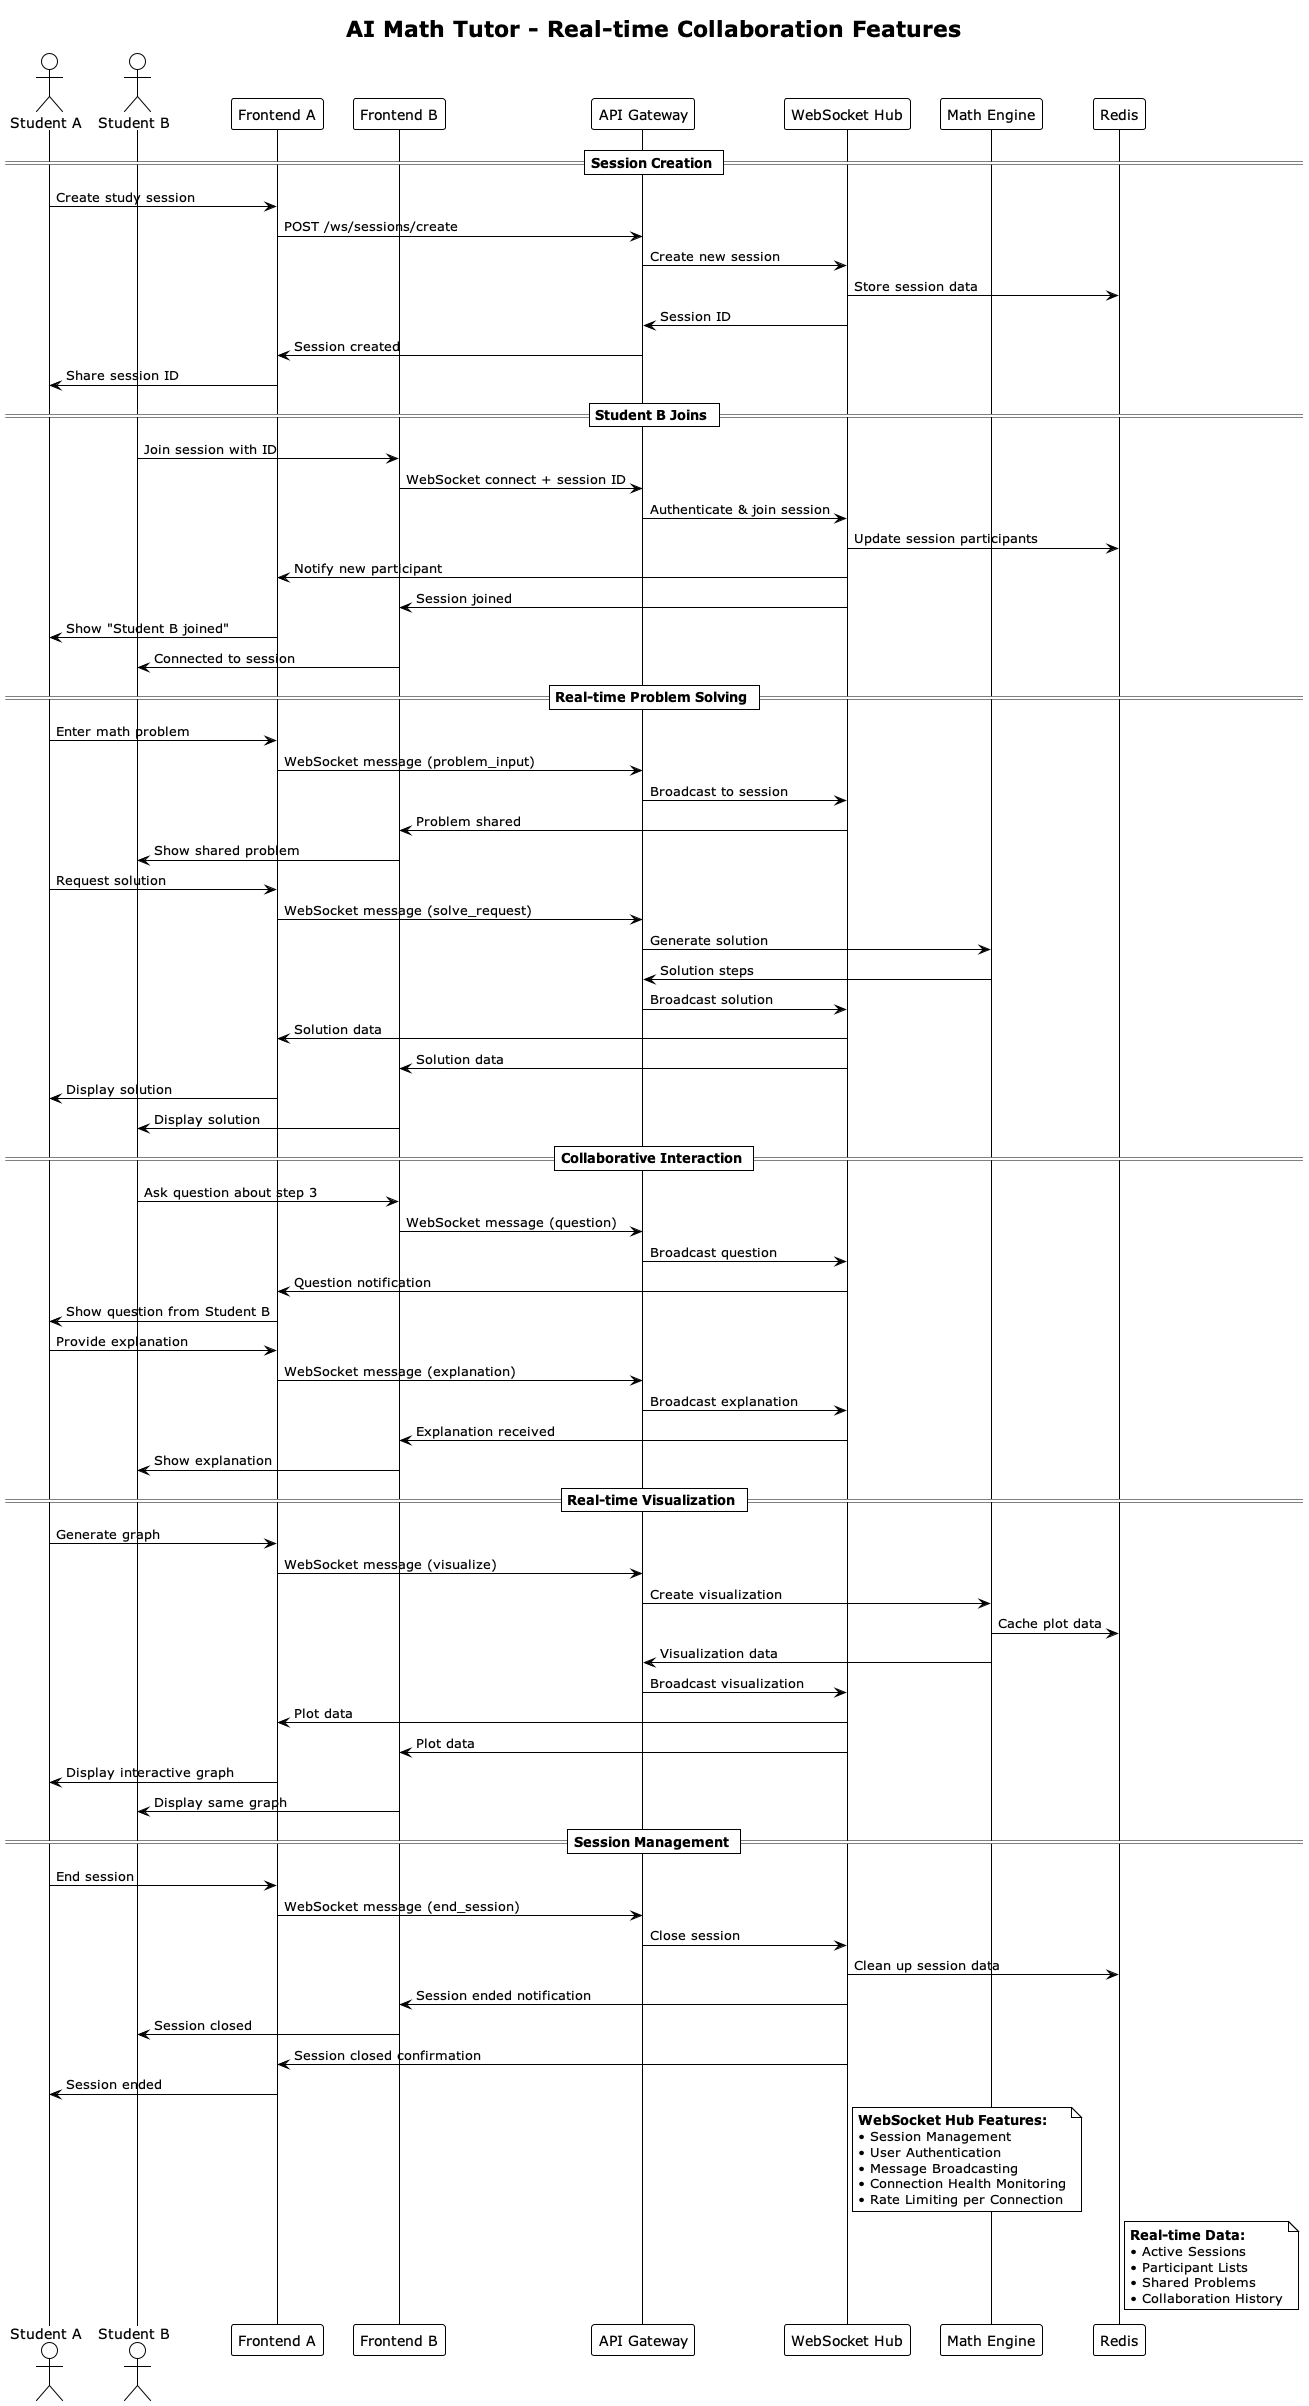 AI Math Tutor - Real-time Collaboration Features
Student A
Student B
Frontend A
Frontend B
API Gateway
WebSocket Hub
Math Engine
Redis
Session Creation
Create study session
POST /ws/sessions/create
Create new session
Store session data
Session ID
Session created
Share session ID
Student B Joins
Join session with ID
WebSocket connect + session ID
Authenticate & join session
Update session participants
Notify new participant
Session joined
Show "Student B joined"
Connected to session
Real-time Problem Solving
Enter math problem
WebSocket message (problem_input)
Broadcast to session
Problem shared
Show shared problem
Request solution
WebSocket message (solve_request)
Generate solution
Solution steps
Broadcast solution
Solution data
Solution data
Display solution
Display solution
Collaborative Interaction
Ask question about step 3
WebSocket message (question)
Broadcast question
Question notification
Show question from Student B
Provide explanation
WebSocket message (explanation)
Broadcast explanation
Explanation received
Show explanation
Real-time Visualization
Generate graph
WebSocket message (visualize)
Create visualization
Cache plot data
Visualization data
Broadcast visualization
Plot data
Plot data
Display interactive graph
Display same graph
Session Management
End session
WebSocket message (end_session)
Close session
Clean up session data
Session ended notification
Session closed
Session closed confirmation
Session ended
WebSocket Hub Features:
• Session Management
• User Authentication
• Message Broadcasting
• Connection Health Monitoring
• Rate Limiting per Connection
Real-time Data:
• Active Sessions
• Participant Lists
• Shared Problems
• Collaboration History
Student A
Student B
Frontend A
Frontend B
API Gateway
WebSocket Hub
Math Engine
Redis